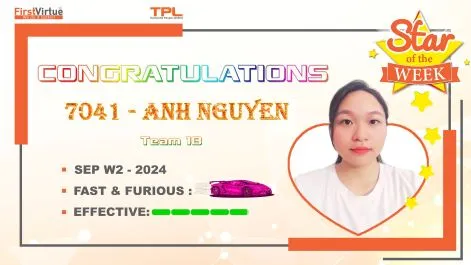 FirstVirtue
TPL
Star
of the
WEEK
CONGRATULATIONS
7041 - ANH NGUYEN
Team 1B
SEP W2 - 2024
FAST & FURIOUS :
EFFECTIVE: